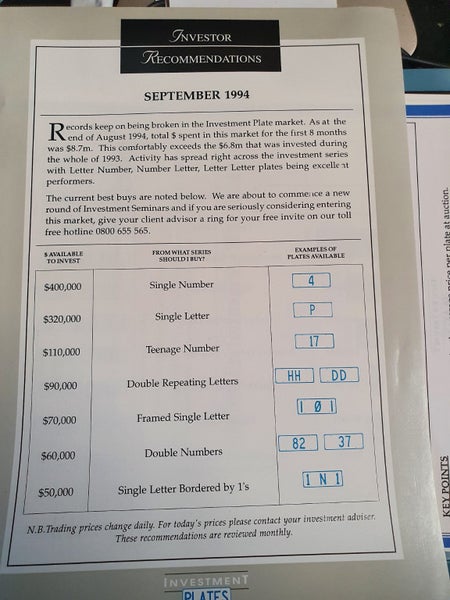 INVESTOR
RECOMMENDATIONS
SEPTEMBER 1994
Records keep on being broken in the Investment Plate market. As at the
end of August 1994, total $ spent in this market for the first 8 months
was $8.7m. This comfortably exceeds the $6.8m that was invested during
the whole of 1993. Activity has spread right across the investment series
with Letter Number, Number Letter, Letter Letter plates being excellent
performers.
The current best buys are noted below. We are about to commence a new
round of Investment Seminars and if you are seriously considering entering
this market, give your client advisor a ring for your free invite on our toll
free hotline 0800 655 565.
$ AVAILABLE TO INVEST FROM WHAT SERIES SHOULD I BUY? EXAMPLES OF PLATES AVAILABLE
$400,000 Single Number 4
$320,000 Single Letter P
$110,000 Teenage Number 17
$90,000 Double Repeating Letters HH DD
$70,000 Framed Single Letter IØI
$60,000 Double Numbers 82 37
$50,000 Single Letter Bordered by 1's 1N1
N.B. Trading prices change daily. For today's prices please contact your investment adviser.
These recommendations are reviewed monthly.
INVESTMENT
PLATES
price per plate at auction.
KEY POINTS